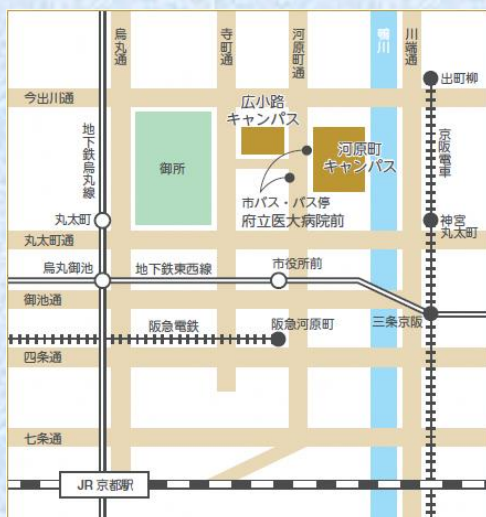 烏丸通
寺町通
河原町通
鴨川
川端通
出町柳
今出川通
広小路
キャンパス
地下鉄烏丸線
御所
河原町
キャンパス
京阪電車
市バス・バス停
府立医大病院前
丸太町
神宮
丸太町
丸太町通
烏丸御池
地下鉄東西線
市役所前
御池通
阪急電鉄
阪急河原町
三条京阪
四条通
七条通
JR 京都駅